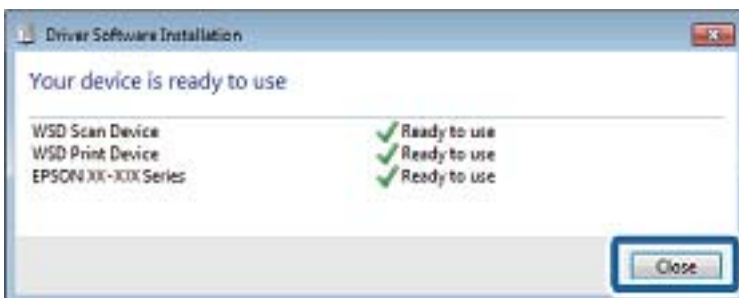 Driver Software Installation
Your device is ready to use
WSD Scan Device Ready to use
WSD Print Device Ready to use
EPSON XX-XXX Series Ready to use
Close